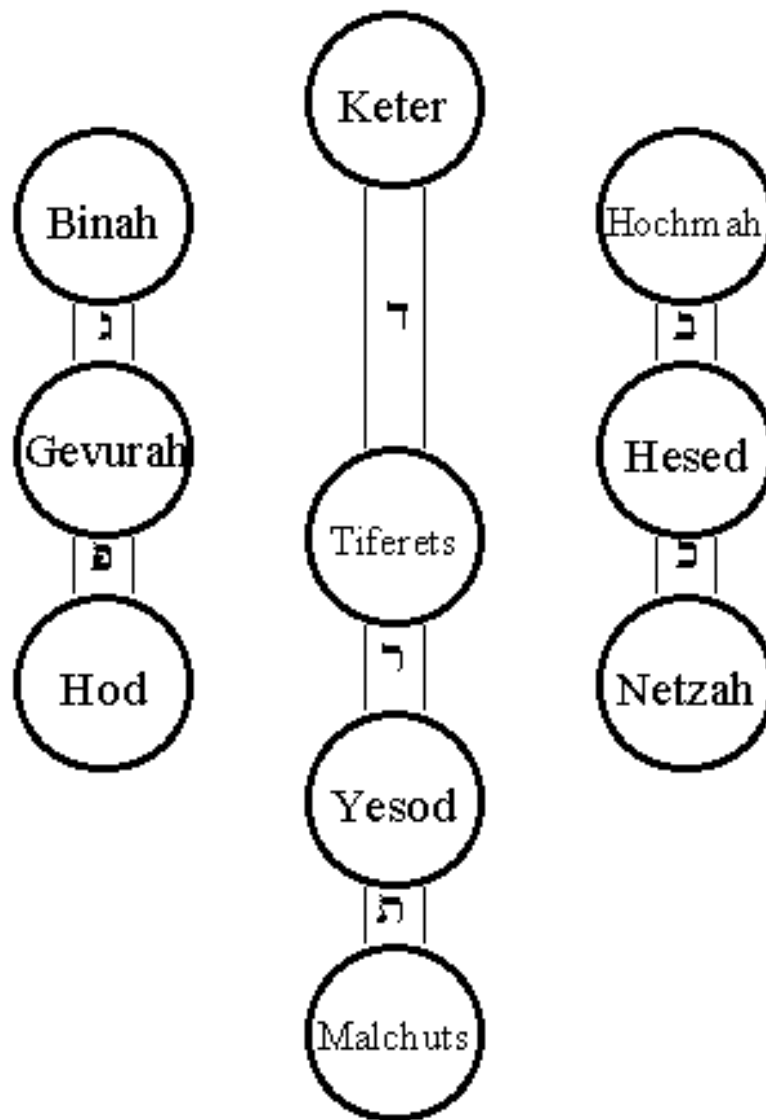 Keter
Binah
Hochmah
ד
ג
ב
Gevurah
Hesed
Tiferets
פ
כ
ר
Hod
Netzah
Yesod
ת
Malchuts